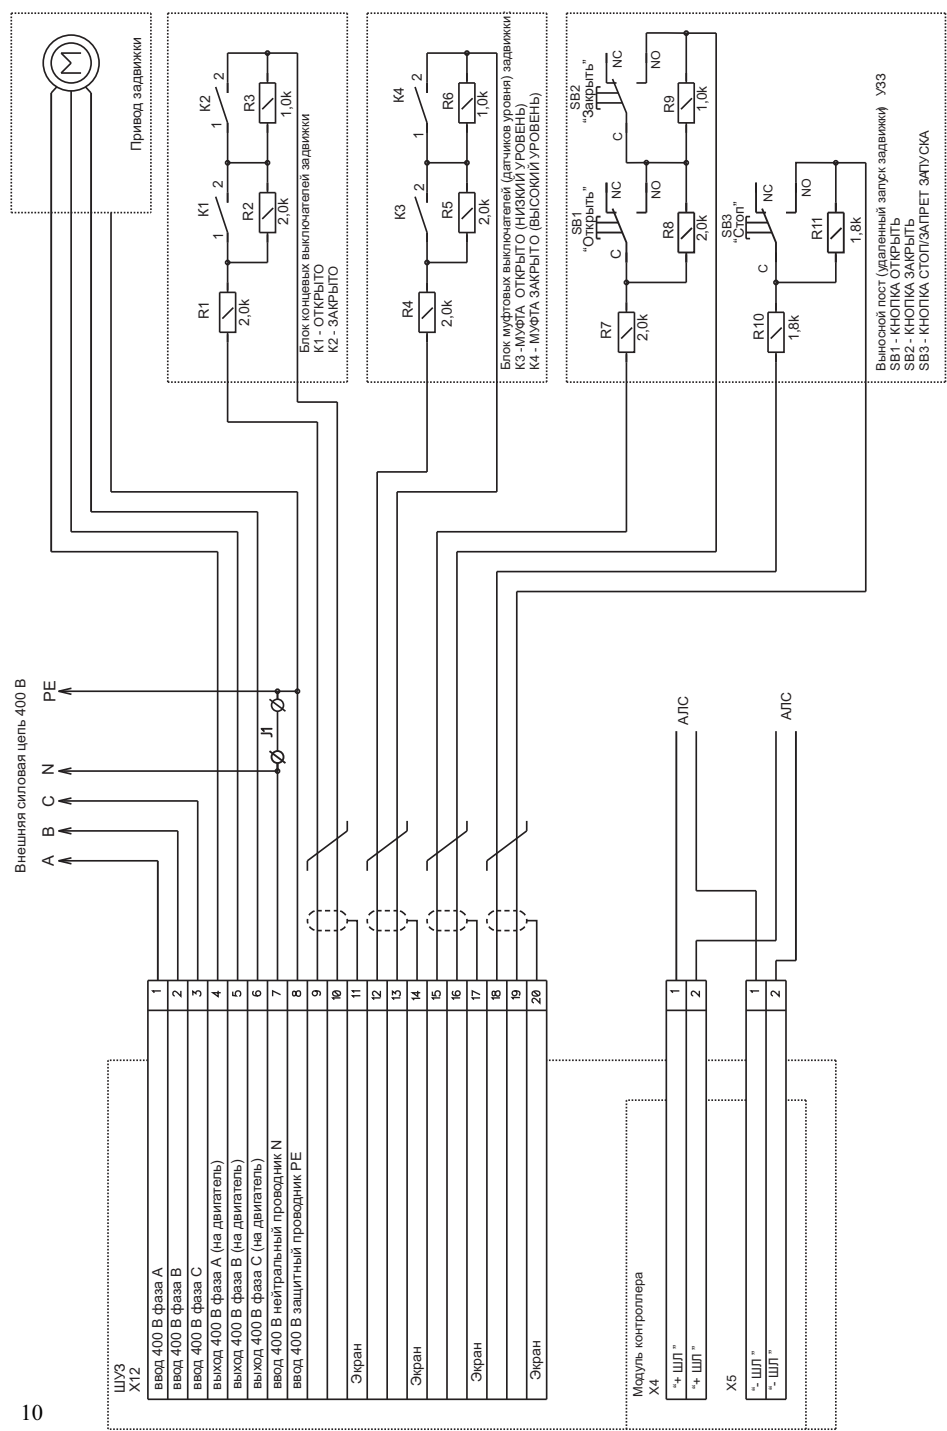 Привод задвижки
M
K2
1
2
R3
1,0k
K1
1
2
R2
2,0k
R1
2,0k
Блок концевых выключателей задвижки
К1 - ОТКРЫТО
К2 - ЗАКРЫТО
K4
1
2
R6
1,0k
K3
1
2
R5
2,0k
R4
2,0k
Блок муфтовых выключателей (датчиков уровня) задвижки
К3 -МУФТА ОТКРЫТО (НИЗКИЙ УРОВЕНЬ)
К4 - МУФТА ЗАКРЫТО (ВЫСОКИЙ УРОВЕНЬ)
SB2
“Закрыть”
NC
NO
C
R9
1,0k
SB1
“Открыть”
NC
NO
C
R8
2,0k
R7
2,0k
SB3
“Стоп”
NC
NO
C
R11
1,8k
R10
1,8k
Выносной пост (удаленный запуск задвижки) УЗЗ
SB1 - КНОПКА ОТКРЫТЬ
SB2 - КНОПКА ЗАКРЫТЬ
SB3 - КНОПКА СТОП/ЗАПРЕТ ЗАПУСКА
Внешняя силовая цепь 400 В
A
B
C
N
PE
J1
АЛС
АЛС
ШУЗ
X12
ввод 400 В фаза А
1
ввод 400 В фаза В
2
ввод 400 В фаза С
3
выход 400 В фаза А (на двигатель)
4
выход 400 В фаза В (на двигатель)
5
выход 400 В фаза С (на двигатель)
6
ввод 400 В нейтральный проводник N
7
ввод 400 В защитный проводник PE
8
9
10
Экран
11
12
13
Экран
14
15
16
Экран
17
18
19
Экран
20
Модуль контроллера
X4
“+ ШЛ ”
1
“+ ШЛ ”
2
X5
“- ШЛ ”
1
“- ШЛ ”
2
10